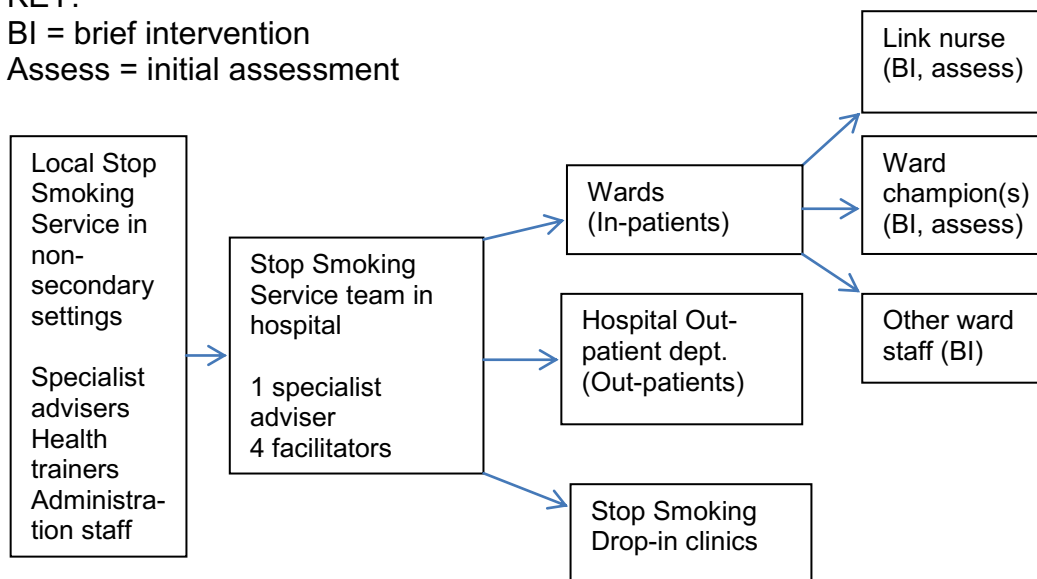 KEY:
BI = brief intervention
Assess = initial assessment
Local Stop
Smoking
Service in
non-
secondary
settings
Specialist
advisers
Health
trainers
Administra-
tion staff
Stop Smoking
Service team in
hospital
1 specialist
adviser
4 facilitators
Wards
(In-patients)
Hospital Out-
patient dept.
(Out-patients)
Stop Smoking
Drop-in clinics
Link nurse
(BI, assess)
Ward
champion(s)
(BI, assess)
Other ward
staff (BI)